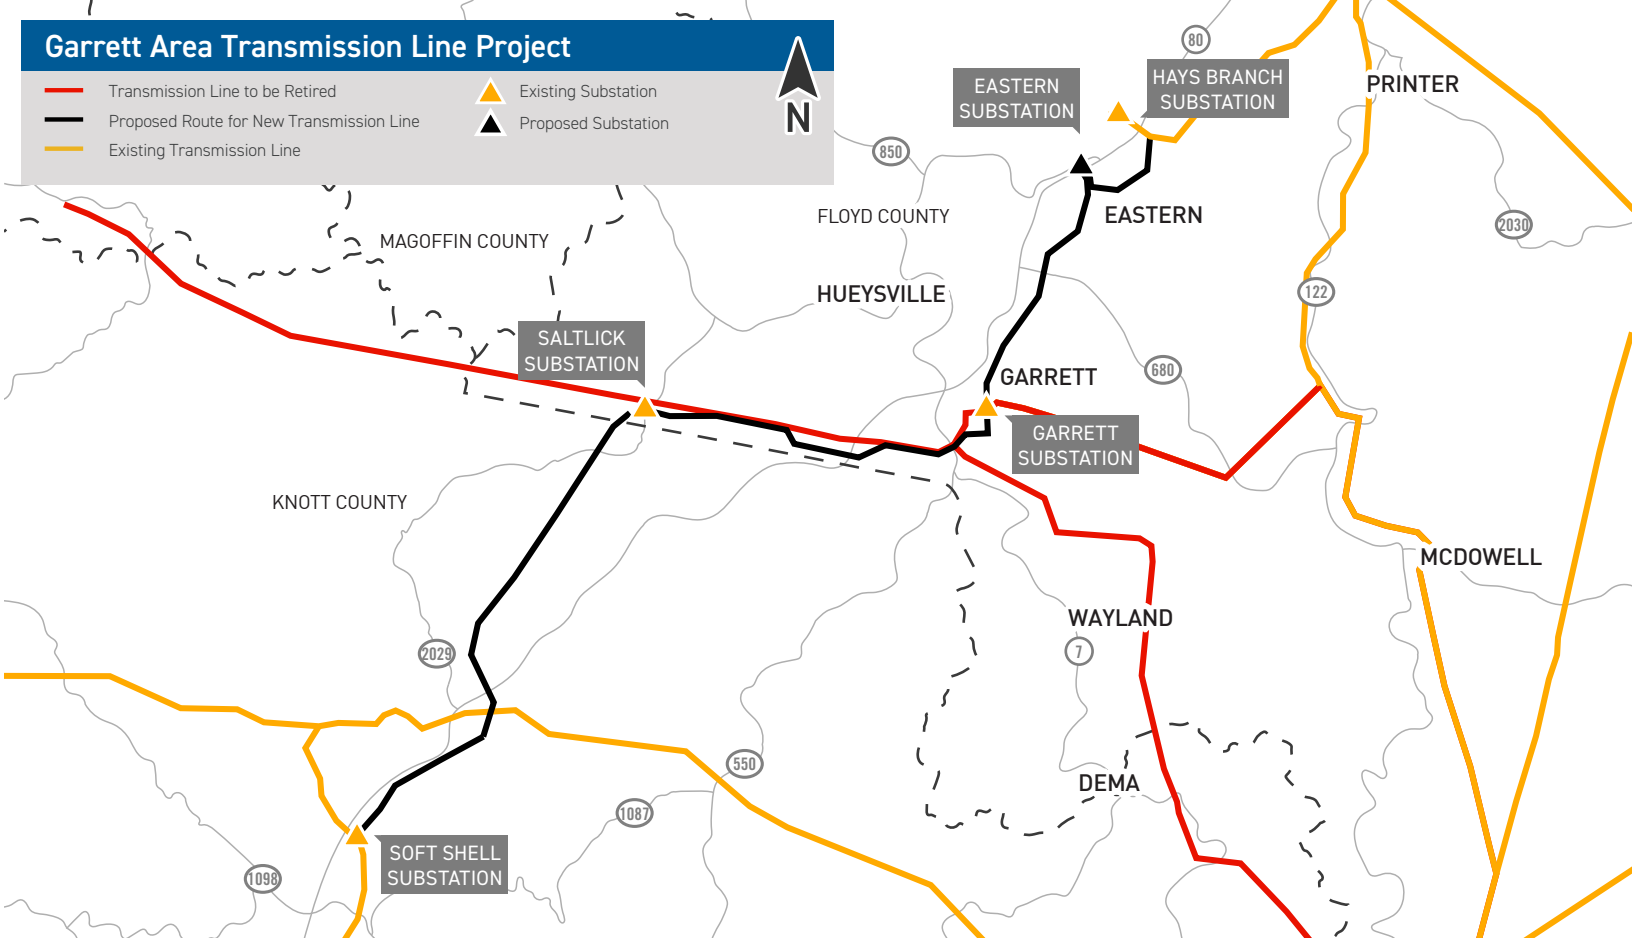 Garrett Area Transmission Line Project
Transmission Line to be Retired
Proposed Route for New Transmission Line
Existing Transmission Line
Existing Substation
Proposed Substation
N
80
EASTERN
SUBSTATION
HAYS BRANCH
SUBSTATION
PRINTER
850
FLOYD COUNTY
EASTERN
2030
MAGOFFIN COUNTY
HUEYSVILLE
122
SALTLICK
SUBSTATION
GARRETT
680
GARRETT
SUBSTATION
KNOTT COUNTY
MCDOWELL
WAYLAND
2029
7
550
DEMA
1087
SOFT SHELL
SUBSTATION
1098